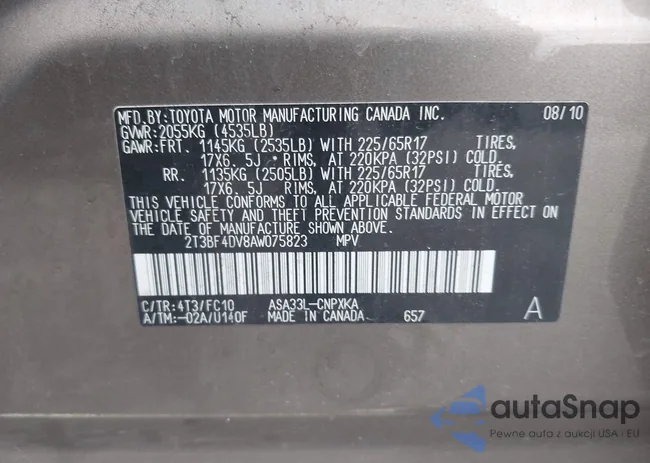 MFD.BY:TOYOTA MOTOR MANUFACTURING CANADA INC. 08/10
GVWR:2055KG (4535LB)
GAWR:FRT. 1145KG (2535LB) WITH 225/65R17 TIRES,
17X6. 5J RIMS, AT 220KPA (32PSI) COLD.
RR. 1135KG (2505LB) WITH 225/65R17 TIRES,
17X6. 5J RIMS, AT 220KPA (32PSI) COLD.
THIS VEHICLE CONFORMS TO ALL APPLICABLE FEDERAL MOTOR
VEHICLE SAFETY AND THEFT PREVENTION STANDARDS IN EFFECT ON
THE DATE OF MANUFACTURE SHOWN ABOVE.
2T3BF4DV8AW075823 MPV
C/TR:4T3/FC10 ASA33L-CNPXKA
A/TM:-02A/U140F MADE IN CANADA 657 A
autaSnap
Pewne auta z aukcji USA i EU